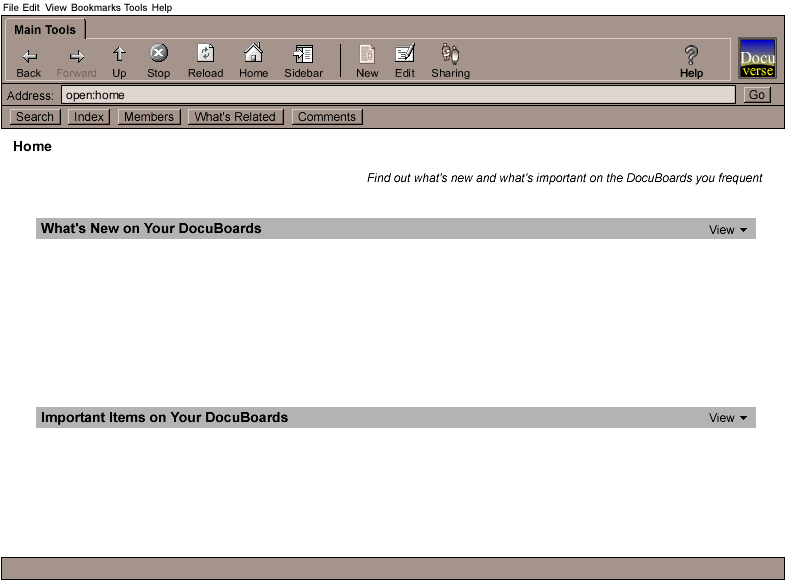 File Edit View Bookmarks Tools Help
Main Tools
Back Forward Up Stop Reload Home Sidebar New Edit Sharing Help
Docu
verse
Address: open:home Go
Search Index Members What's Related Comments
Home
Find out what's new and what's important on the DocuBoards you frequent
What's New on Your DocuBoards View
Important Items on Your DocuBoards View